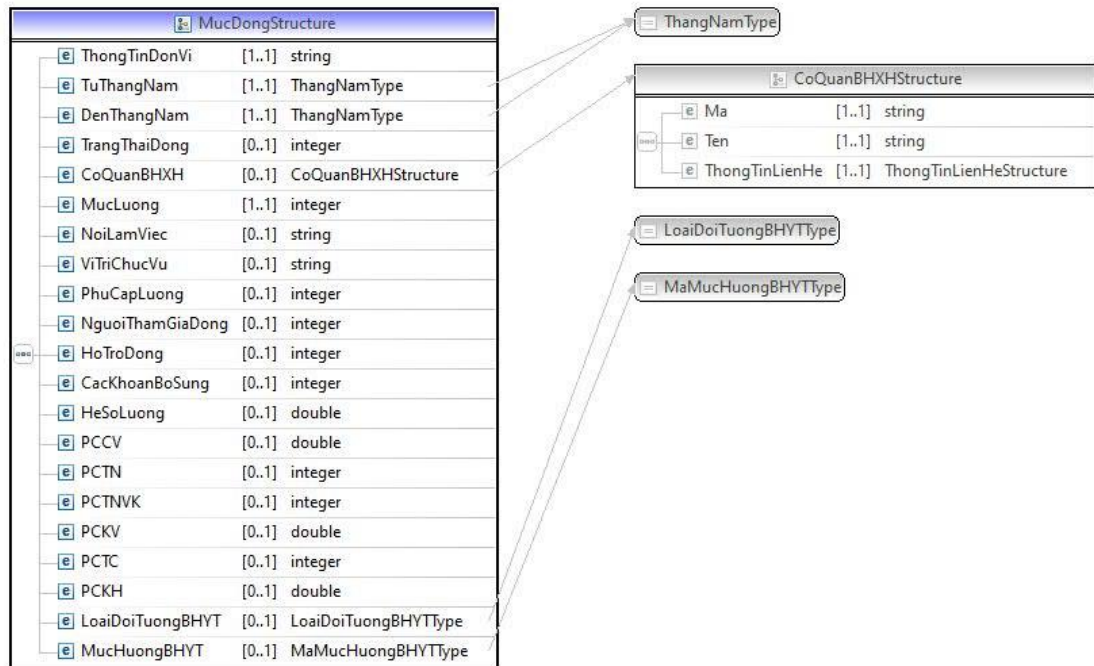 MucDongStructure
e ThongTinDonVi [1..1] string
e TuThangNam [1..1] ThangNamType
e DenThangNam [1..1] ThangNamType
e TrangThaiDong [0..1] integer
e CoQuanBHXH [0..1] CoQuanBHXHStructure
e MucLuong [1..1] integer
e NoiLamViec [0..1] string
e ViTriChucVu [0..1] string
e PhuCapLuong [0..1] integer
e NguoiThamGiaDong [0..1] integer
e HoTroDong [0..1] integer
e CacKhoanBoSung [0..1] integer
e HeSoLuong [0..1] double
e PCCV [0..1] double
e PCTN [0..1] integer
e PCTNVK [0..1] integer
e PCKV [0..1] double
e PCTC [0..1] integer
e PCKH [0..1] double
e LoaiDoiTuongBHYT [0..1] LoaiDoiTuongBHYTType
e MucHuongBHYT [0..1] MaMucHuongBHYTType
ThangNamType
CoQuanBHXHStructure
e Ma [1..1] string
e Ten [1..1] string
e ThongTinLienHe [1..1] ThongTinLienHeStructure
LoaiDoiTuongBHYTType
MaMucHuongBHYTType